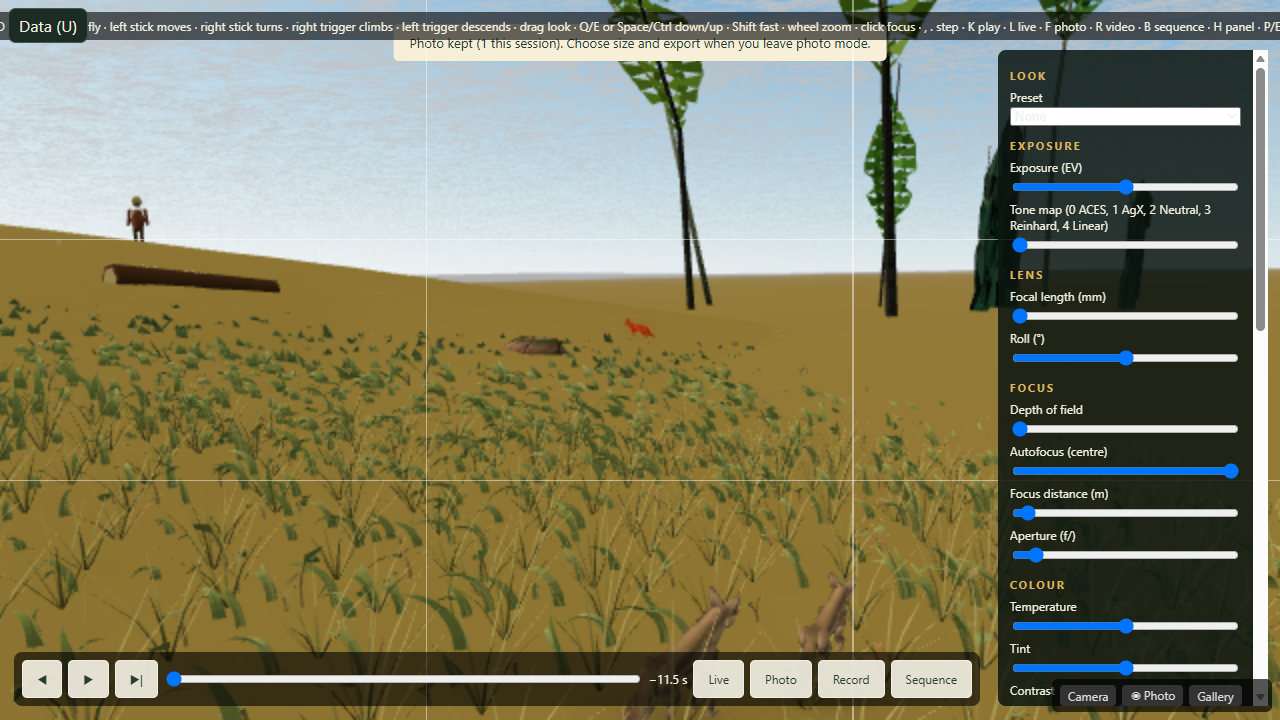 Data (U)
fly · left stick moves · right stick turns · right trigger climbs · left trigger descends · drag look · Q/E or Space/Ctrl down/up · Shift fast · wheel zoom · click focus · , . step · K play · L live · F photo · R video · B sequence · H panel · P/E
Photo kept (1 this session). Choose size and export when you leave photo mode.
LOOK
Preset
None
EXPOSURE
Exposure (EV)
Tone map (0 ACES, 1 AgX, 2 Neutral, 3
Reinhard, 4 Linear)
LENS
Focal length (mm)
Roll (°)
FOCUS
Depth of field
Autofocus (centre)
Focus distance (m)
Aperture (f/)
COLOUR
Temperature
Tint
Contrast
−11.5 s
Live
Photo
Record
Sequence
Camera
◉ Photo
Gallery